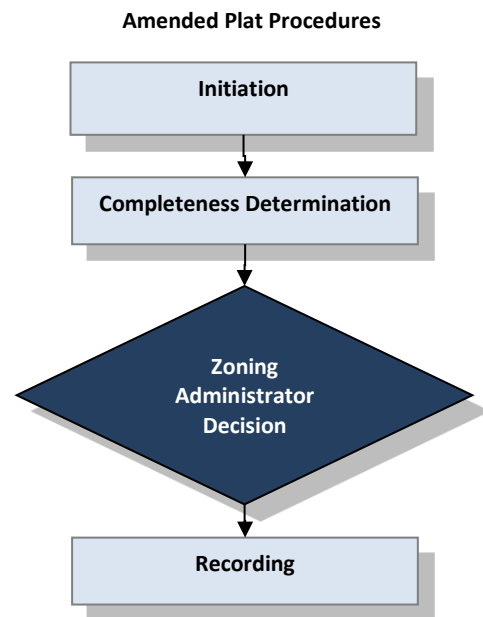 Amended Plat Procedures
Initiation
Completeness Determination
Zoning
Administrator
Decision
Recording